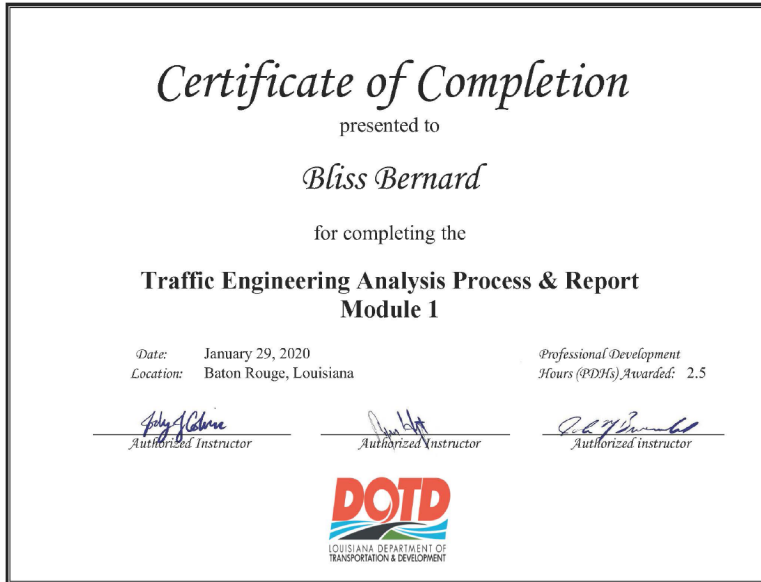 Certificate of Completion
presented to
Bliss Bernard
for completing the
Traffic Engineering Analysis Process & Report
Module 1
Date: January 29, 2020
Location: Baton Rouge, Louisiana
Professional Development
Hours (PDHs) Awarded: 2.5
Authorized Instructor
Authorized Instructor
Authorized instructor
DOTD
LOUISIANA DEPARTMENT OF
TRANSPORTATION & DEVELOPMENT